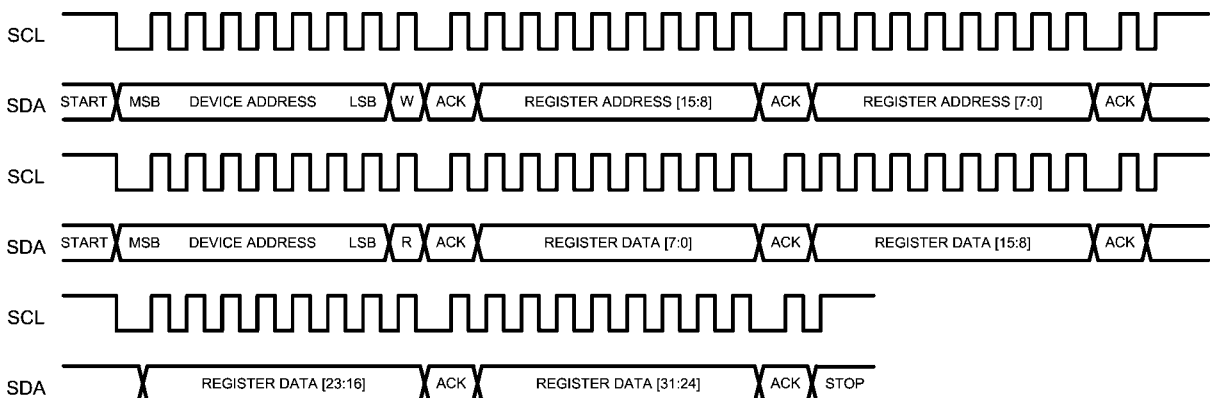 SCL
SDA START MSB DEVICE ADDRESS LSB W ACK REGISTER ADDRESS [15:8] ACK REGISTER ADDRESS [7:0] ACK
SCL
SDA START MSB DEVICE ADDRESS LSB R ACK REGISTER DATA [7:0] ACK REGISTER DATA [15:8] ACK
SCL
SDA REGISTER DATA [23:16] ACK REGISTER DATA [31:24] ACK STOP